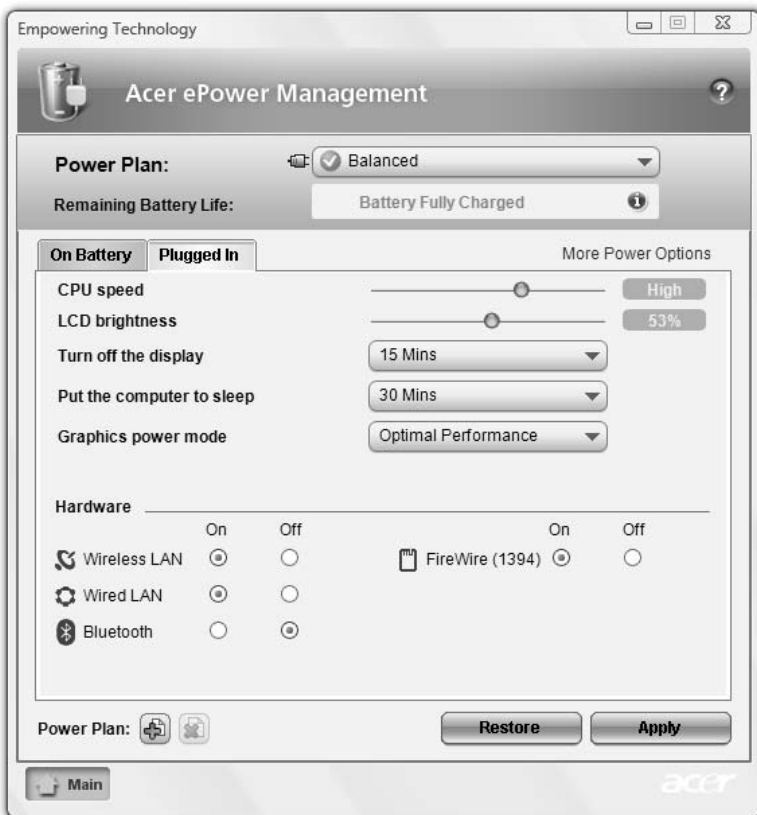 Empowering Technology
Acer ePower Management
Power Plan: Balanced
Remaining Battery Life: Battery Fully Charged
On Battery Plugged In More Power Options
CPU speed High
LCD brightness 53%
Turn off the display 15 Mins
Put the computer to sleep 30 Mins
Graphics power mode Optimal Performance
Hardware
On Off On Off
Wireless LAN FireWire (1394)
Wired LAN
Bluetooth
Power Plan: Restore Apply
Main acer